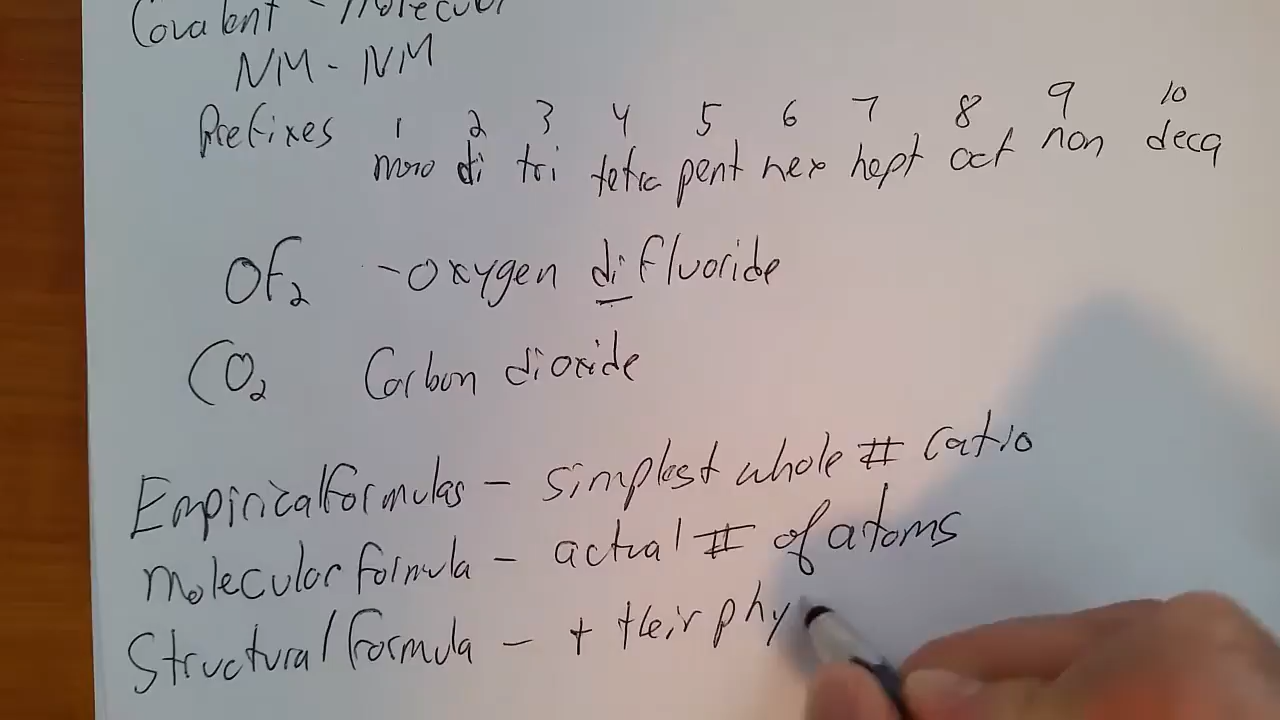 Covalent - Molecular
NM - NM
Prefixes 1 2 3 4 5 6 7 8 9 10
mono di tri tetra pent hex hept oct non deca
OF2 - oxygen difluoride
CO2 Carbon dioxide
Empirical Formulas - simplest whole # ratio
Molecular Formula - actual # of atoms
Structural Formula - + their phy